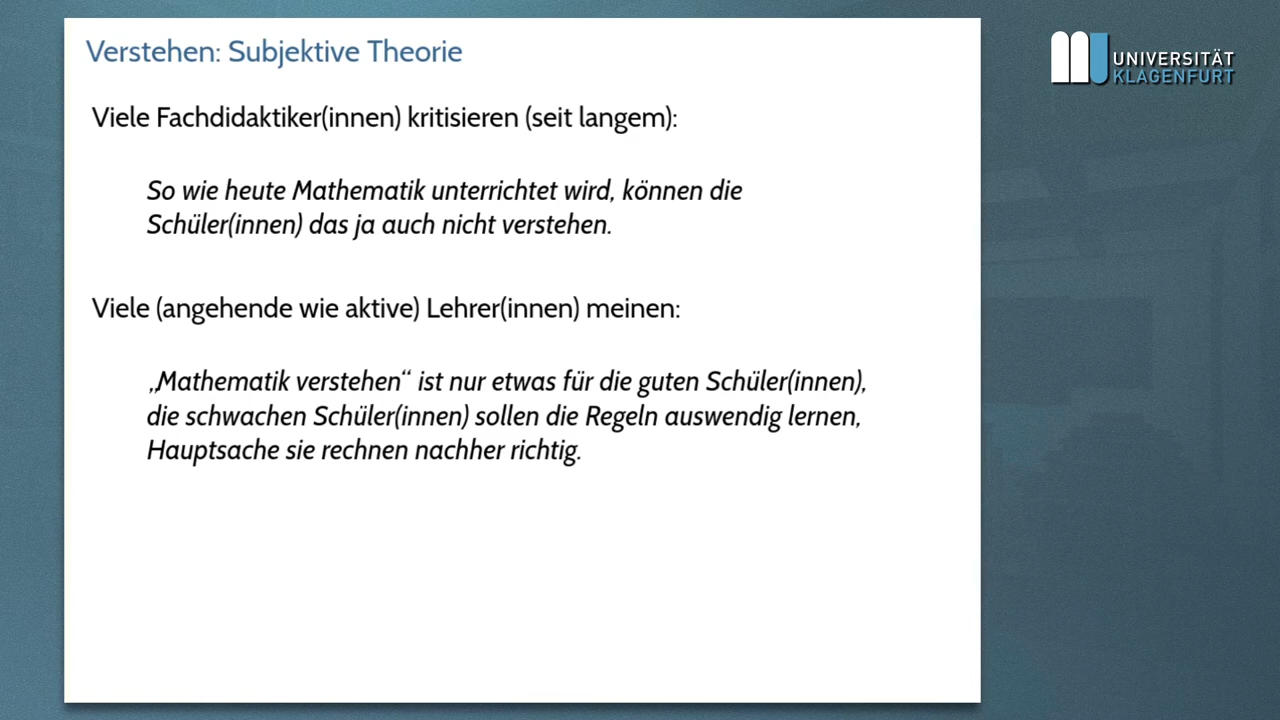 Verstehen: Subjektive Theorie
Viele Fachdidaktiker(innen) kritisieren (seit langem):
So wie heute Mathematik unterrichtet wird, können die
Schüler(innen) das ja auch nicht verstehen.
Viele (angehende wie aktive) Lehrer(innen) meinen:
„Mathematik verstehen“ ist nur etwas für die guten Schüler(innen),
die schwachen Schüler(innen) sollen die Regeln auswendig lernen,
Hauptsache sie rechnen nachher richtig.
UNIVERSITÄT
KLAGENFURT